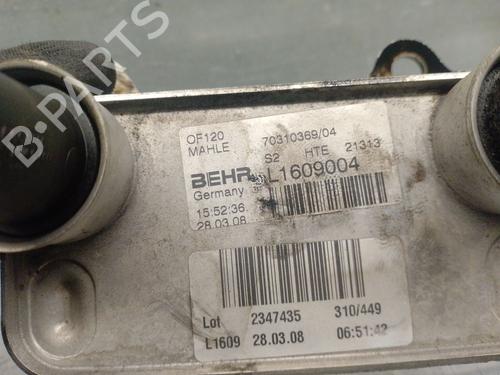 B-PARTS
OF120 70310369/04
MAHLE S2 HTE 21313
BEHR L1609004
Germany
15:52:36
28.03.08
Lot 2347435 310/449
L1609 28.03.08 06:51:42